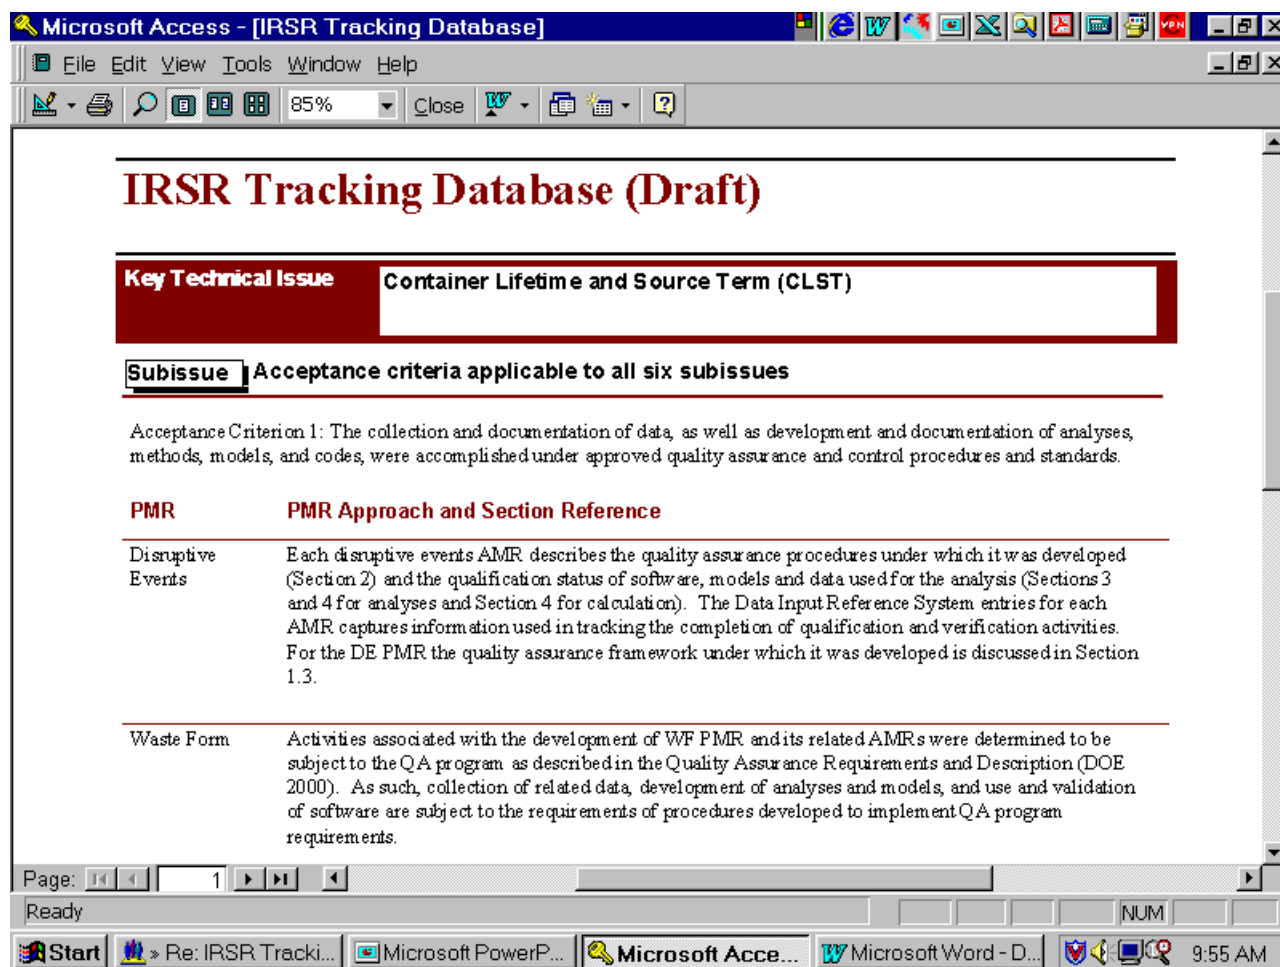 Microsoft Access - [IRSR Tracking Database]
File Edit View Tools Window Help
85% Close
IRSR Tracking Database (Draft)
Key Technical Issue Container Lifetime and Source Term (CLST)
Subissue Acceptance criteria applicable to all six subissues
Acceptance Criterion 1: The collection and documentation of data, as well as development and documentation of analyses,
methods, models, and codes, were accomplished under approved quality assurance and control procedures and standards.
PMR PMR Approach and Section Reference
Disruptive Events Each disruptive events AMR describes the quality assurance procedures under which it was developed
(Section 2) and the qualification status of software, models and data used for the analysis (Sections 3
and 4 for analyses and Section 4 for calculation). The Data Input Reference System entries for each
AMR captures information used in tracking the completion of qualification and verification activities.
For the DE PMR the quality assurance framework under which it was developed is discussed in Section
1.3.
Waste Form Activities associated with the development of WF PMR and its related AMRs were determined to be
subject to the QA program as described in the Quality Assurance Requirements and Description (DOE
2000). As such, collection of related data, development of analyses and models, and use and validation
of software are subject to the requirements of procedures developed to implement QA program
requirements.
Page: 1
Ready NUM
Start » Re: IRSR Tracki... Microsoft PowerP... Microsoft Acce... Microsoft Word - D... 9:55 AM